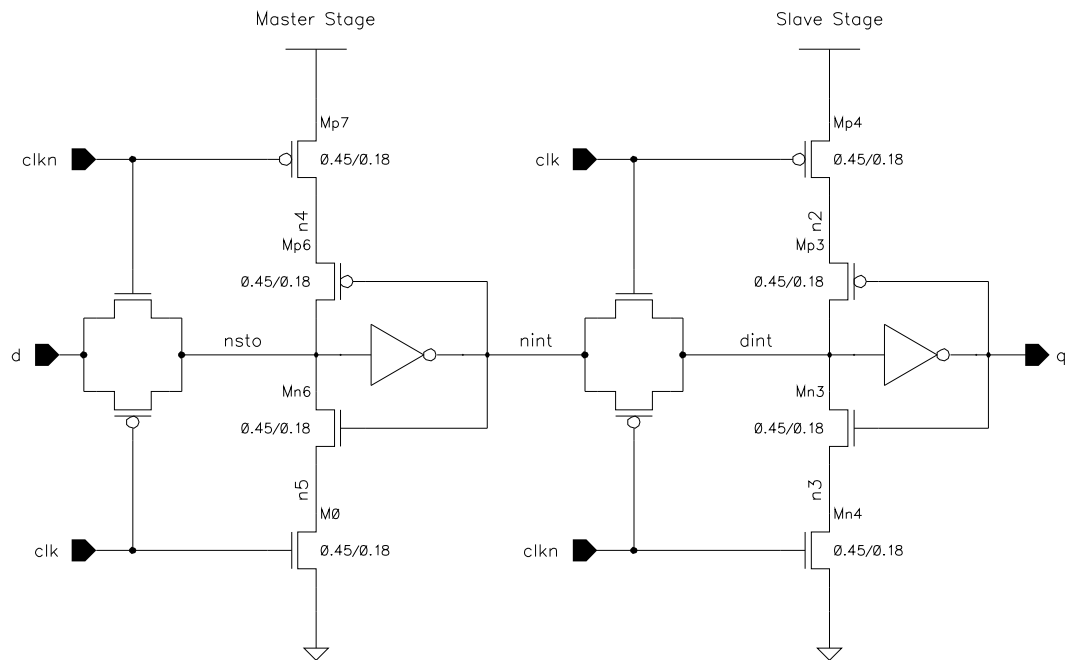 Master Stage
Slave Stage
Mp7
Mp4
clkn
0.45/0.18
clk
0.45/0.18
n4
n2
Mp6
Mp3
0.45/0.18
0.45/0.18
d
nsto
nint
dint
q
Mn6
Mn3
0.45/0.18
0.45/0.18
n5
n3
M0
Mn4
clk
0.45/0.18
clkn
0.45/0.18